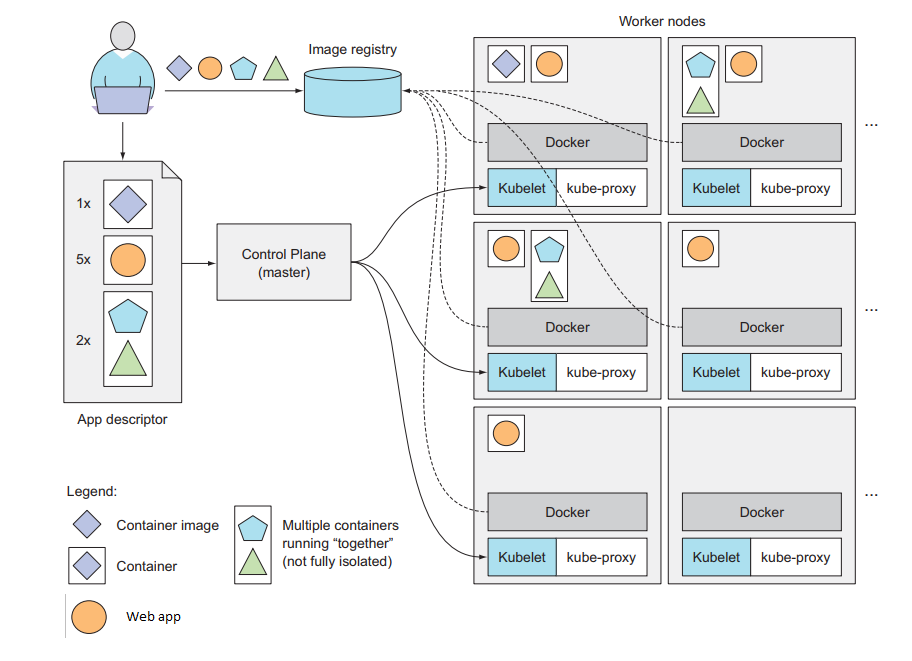 Worker nodes
Image registry
Docker
Docker
...
Kubelet
kube-proxy
Kubelet
kube-proxy
1x
5x
Control Plane
(master)
2x
Docker
Docker
...
Kubelet
kube-proxy
Kubelet
kube-proxy
App descriptor
Docker
Docker
...
Kubelet
kube-proxy
Kubelet
kube-proxy
Legend:
Container image
Container
Multiple containers
running “together”
(not fully isolated)
Web app